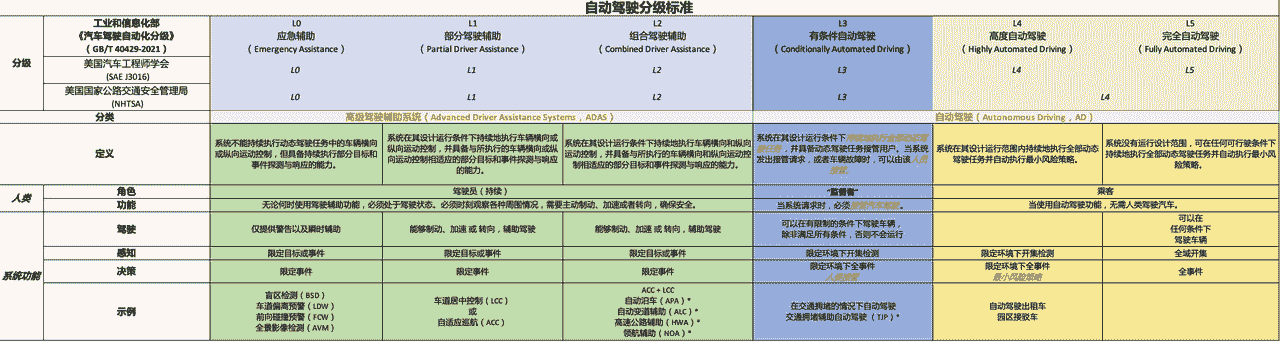 自动驾驶分级标准
分级
工业和信息化部
《汽车驾驶自动化分级》
(GB/T 40429-2021)
L0
应急辅助
(Emergency Assistance)
L1
部分驾驶辅助
(Partial Driver Assistance)
L2
组合驾驶辅助
(Combined Driver Assistance)
L3
有条件自动驾驶
(Conditionally Automated Driving)
L4
高度自动驾驶
(Highly Automated Driving)
L5
完全自动驾驶
(Fully Automated Driving)
美国汽车工程师学会
(SAE J3016)
L0
L1
L2
L3
L4
L5
美国国家公路交通安全管理局
(NHTSA)
L0
L1
L2
L3
L4
分类
高级驾驶辅助系统(Advanced Driver Assistance Systems,ADAS)
自动驾驶(Autonomous Driving,AD)
定义
系统不能持续执行动态驾驶任务中的车辆横向
或纵向运动控制,但具备持续执行部分目标和
事件探测与响应的能力。
系统在其设计运行条件下持续地执行车辆横向或
纵向运动控制,并具备与所执行的车辆横向或纵
向运动控制相适应的部分目标和事件探测与响应
的能力。
系统在其设计运行条件下持续地执行车辆横向和纵向
运动控制,并具备与所执行的车辆横向和纵向运动控
制相适应的部分目标和事件探测与响应的能力。
系统在其设计运行条件下
,并具备动态驾驶任务接管用户。当系统
发出接管请求,或者车辆故障时,可以由该人类
接管。
系统在其设计运行范围内持续地执行全部动态
驾驶任务并自动执行最小风险策略。
系统没有运行设计范围,可在任何可行驶条件下
持续地执行全部动态驾驶任务并自动执行最小风
险策略。
人类
角色
驾驶员(持续)
“监督者”
乘客
功能
无论何时使用驾驶辅助功能,必须处于驾驶状态。必须时刻观察各种周围情况,需要主动制动、加速或者转向,确保安全。
当系统请求时,必须
当使用自动驾驶功能,无需人类驾驶汽车。
系统功能
驾驶
仅提供警告以及瞬时辅助
能够制动、加速 或 转向,辅助驾驶
能够制动、加速 或 转向,辅助驾驶
可以在有限制的条件下驾驶车辆,
除非满足所有条件,否则不会运行
可以在
任何条件下
驾驶车辆
感知
限定目标或事件
限定目标或事件
限定目标或事件
限定环境下开集检测
限定环境下开集检测
全域开集
决策
限定事件
限定事件
限定事件
限定环境下全事件
人类接管
限定环境下全事件
最小风险策略
全事件
示例
盲区检测(BSD)
车道偏离预警(LDW)
前向碰撞预警(FCW)
全景影像检测(AVM)
车道居中控制(LCC)
或
自适应巡航(ACC)
ACC + LCC
自动泊车(APA)*
自动变道辅助(ALC)*
高速公路辅助(HWA)*
领航辅助(NOA)*
在交通拥堵的情况下自动驾驶
交通拥堵辅助自动驾驶(TJP)*
自动驾驶出租车
园区接驳车